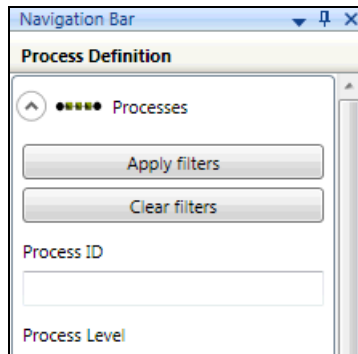 Navigation Bar
Process Definition
Processes
Apply filters
Clear filters
Process ID
Process Level